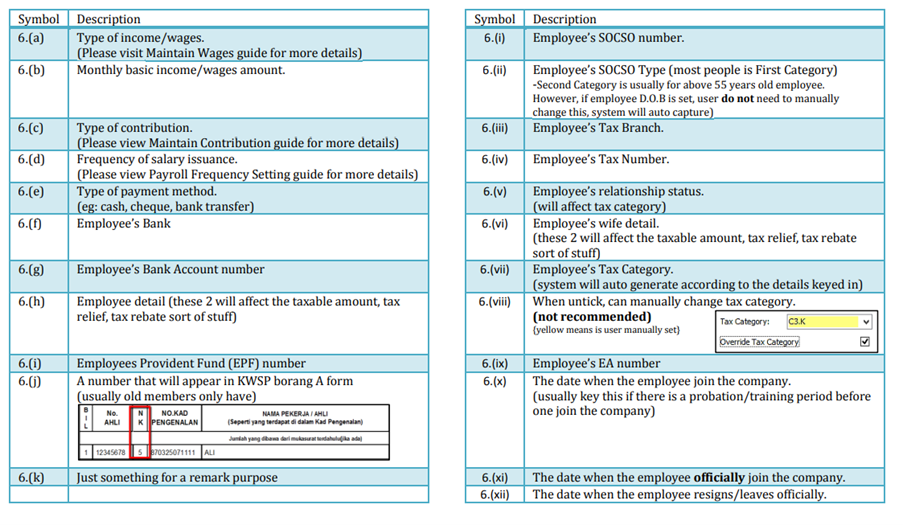 Symbol Description
6.(a) Type of income/wages.
(Please visit Maintain Wages guide for more details)
6.(b) Monthly basic income/wages amount.
6.(c) Type of contribution.
(Please view Maintain Contribution guide for more details)
6.(d) Frequency of salary issuance.
(Please view Payroll Frequency Setting guide for more details)
6.(e) Type of payment method.
(eg: cash, cheque, bank transfer)
6.(f) Employee's Bank
6.(g) Employee's Bank Account number
6.(h) Employee detail (these 2 will affect the taxable amount, tax
relief, tax rebate sort of stuff)
6.(i) Employees Provident Fund (EPF) number
6.(j) A number that will appear in KWSP borang A form
(usually old members only have)
B I L No. AHLI N K NO.KAD PENGENALAN NAMA PEKERJA / AHLI
(Seperti yang terdapat di dalam Kad Pengenalan)
Jumlah yang dibawa dari mukasurat terdahulu(jika ada)
1 12345678 5 870325071111 ALI
6.(k) Just something for a remark purpose
Symbol Description
6.(i) Employee's SOCSO number.
6.(ii) Employee's SOCSO Type (most people is First Category)
-Second Category is usually for above 55 years old employee.
However, if employee D.O.B is set, user do not need to manually
change this, system will auto capture)
6.(iii) Employee's Tax Branch.
6.(iv) Employee's Tax Number.
6.(v) Employee's relationship status.
(will affect tax category)
6.(vi) Employee's wife detail.
(these 2 will affect the taxable amount, tax relief, tax rebate
sort of stuff)
6.(vii) Employee's Tax Category.
(system will auto generate according to the details keyed in)
6.(viii) When untick, can manually change tax category.
(not recommended)
(yellow means is user manually set)
Tax Category: C3.K
Override Tax Category
6.(ix) Employee's EA number
6.(x) The date when the employee join the company.
(usually key this if there is a probation/training period before
one join the company)
6.(xi) The date when the employee officially join the company.
6.(xii) The date when the employee resigns/leaves officially.